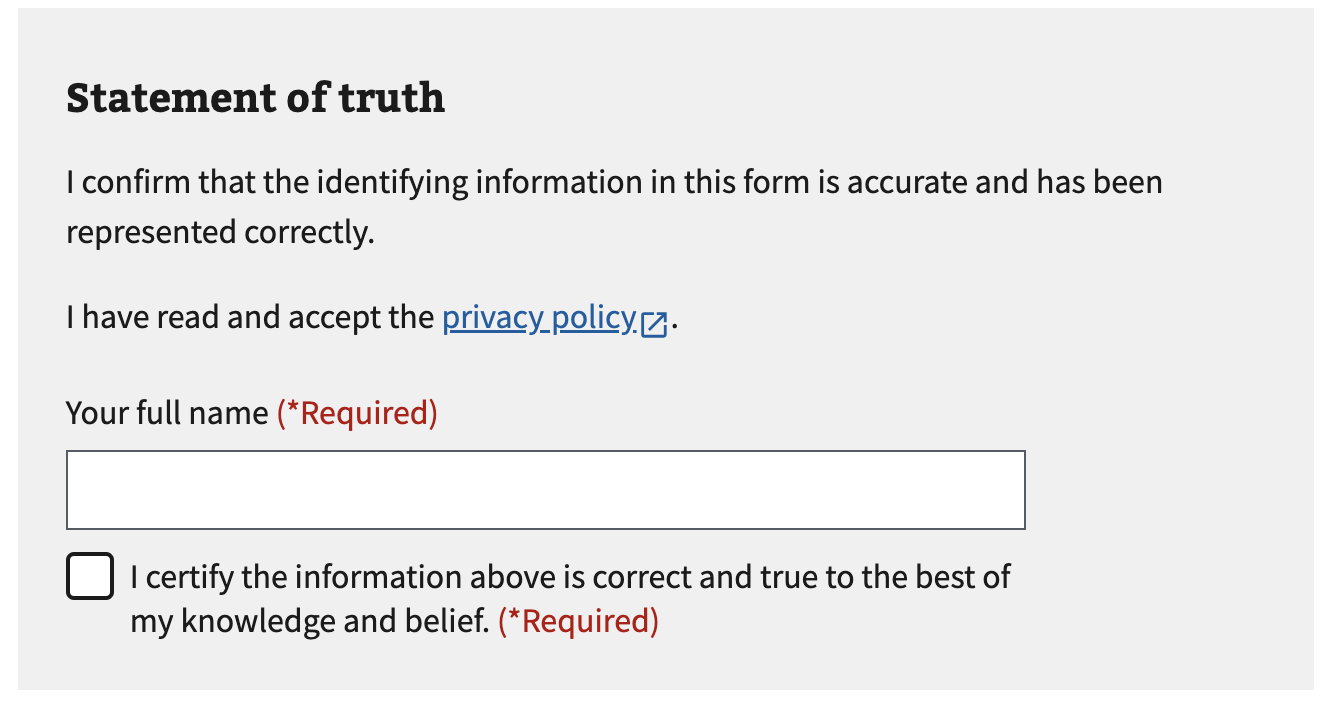 Statement of truth
I confirm that the identifying information in this form is accurate and has been
represented correctly.
I have read and accept the privacy policy.
Your full name (*Required)
I certify the information above is correct and true to the best of
my knowledge and belief. (*Required)